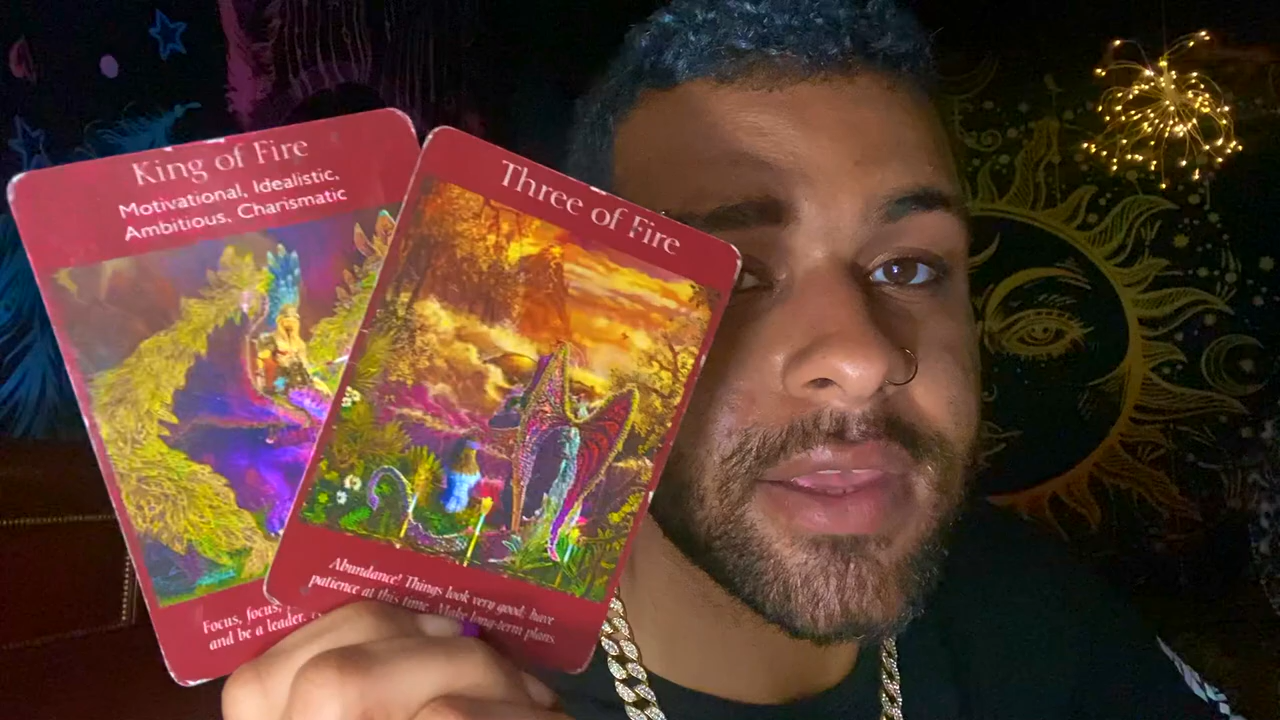 King of Fire
Motivational, Idealistic,
Ambitious, Charismatic
Focus, focus,
and be a leader.
Three of Fire
Abundance! Things look very good, have
patience at this time. Make long-term plans.